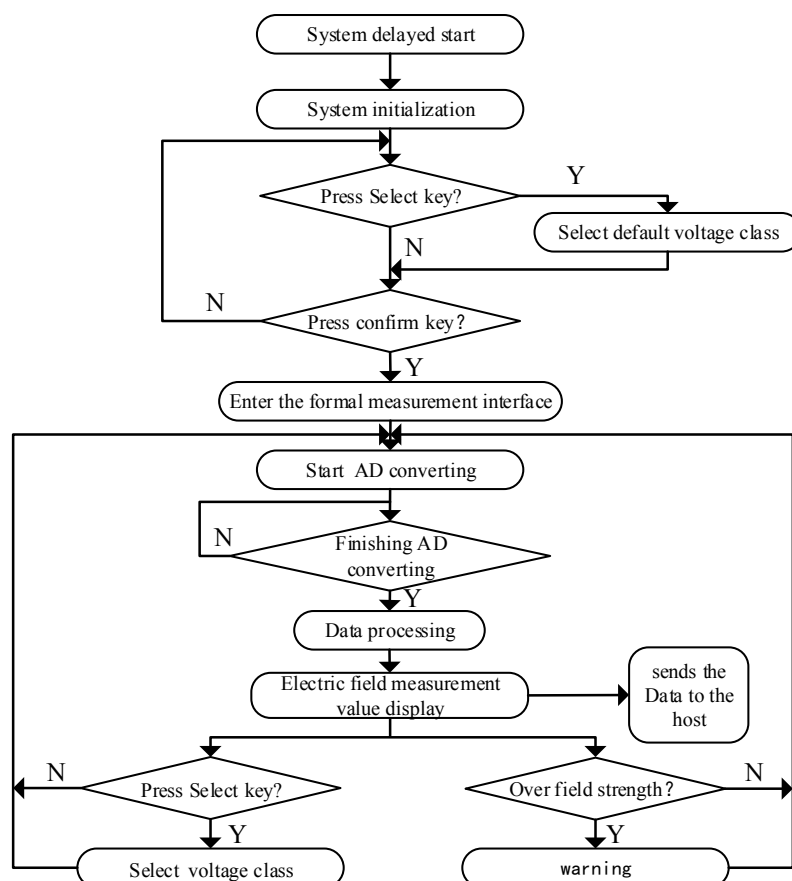 System delayed start
System initialization
Press Select key?
Y
Select default voltage class
N
N
Press confirm key?
Y
Enter the formal measurement interface
Start AD converting
N
Finishing AD
converting
Y
Data processing
Electric field measurement
value display
sends the
Data to the
host
N
Press Select key?
Over field strength?
N
Y
Y
Select voltage class
warning